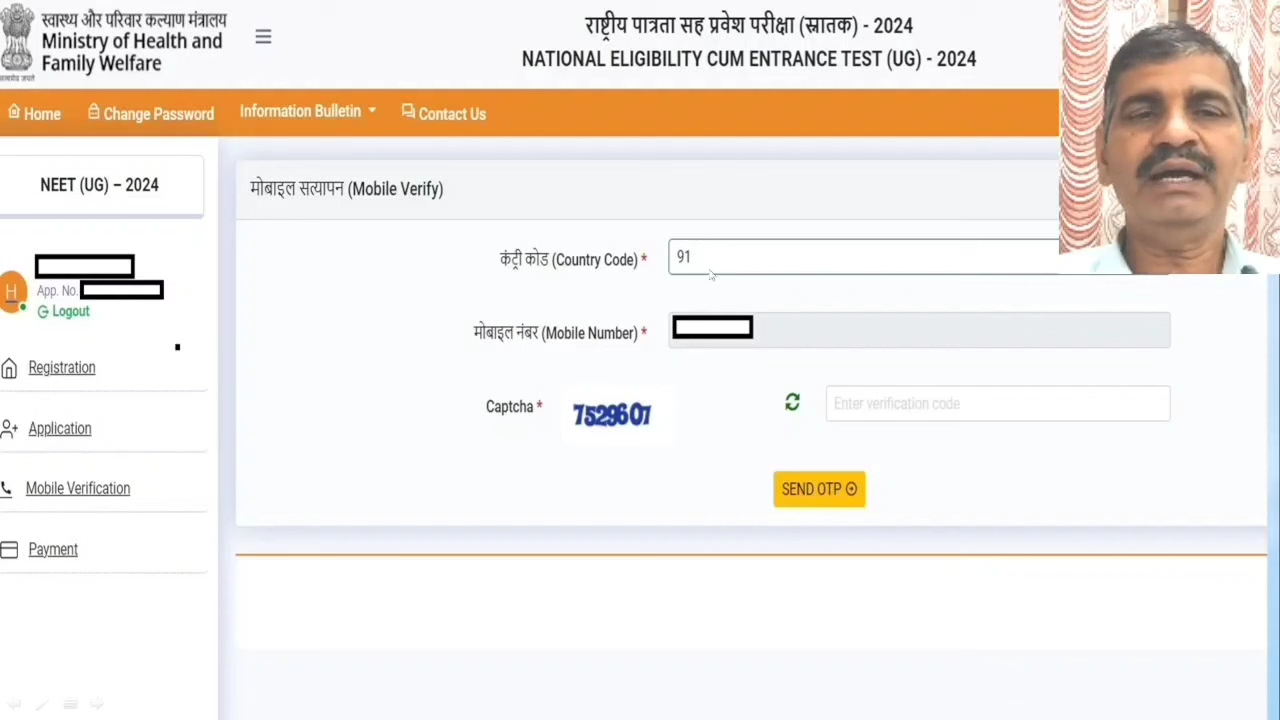 स्वास्थ्य और परिवार कल्याण मंत्रालय
Ministry of Health and
Family Welfare
सत्यमेव जयते
राष्ट्रीय पात्रता सह प्रवेश परीक्षा (स्नातक) - 2024
NATIONAL ELIGIBILITY CUM ENTRANCE TEST (UG) - 2024
Home Change Password Information Bulletin Contact Us
NEET (UG) – 2024
H
App. No.
Logout
Registration
Application
Mobile Verification
Payment
मोबाइल सत्यापन (Mobile Verify)
कंट्री कोड (Country Code) *
91
मोबाइल नंबर (Mobile Number) *
Captcha *
7529607
Enter verification code
SEND OTP